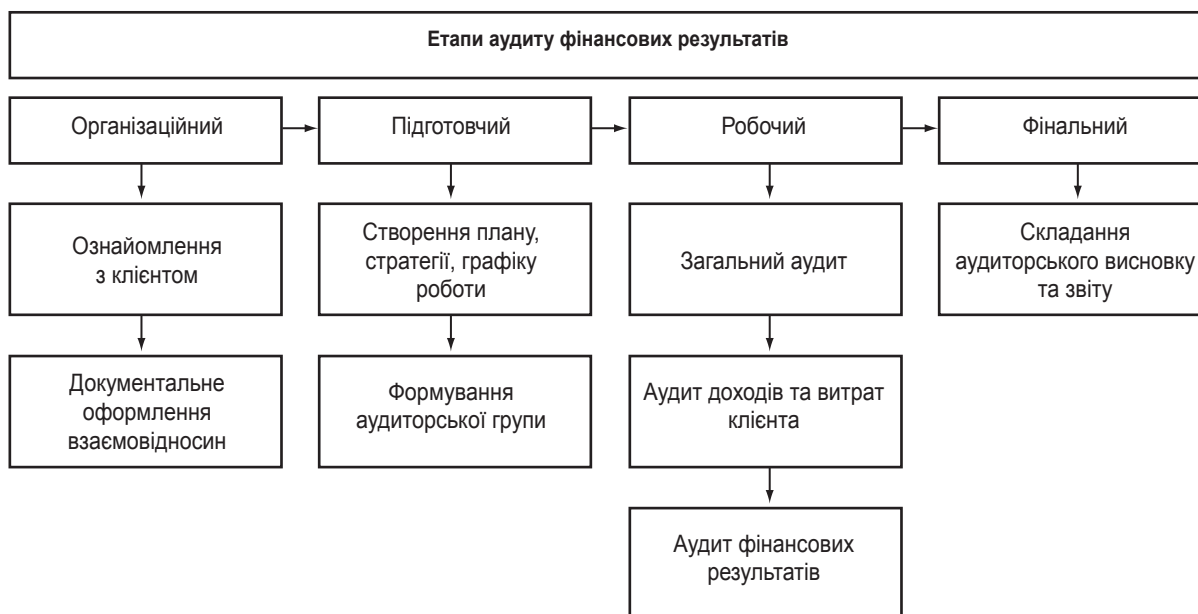 Етапи аудиту фінансових результатів
Організаційний
Підготовчий
Робочий
Фінальний
Ознайомлення
з клієнтом
Створення плану,
стратегії, графіку
роботи
Загальний аудит
Складання
аудиторського висновку
та звіту
Документальне
оформлення
взаємовідносин
Формування
аудиторської групи
Аудит доходів та витрат
клієнта
Аудит фінансових
результатів